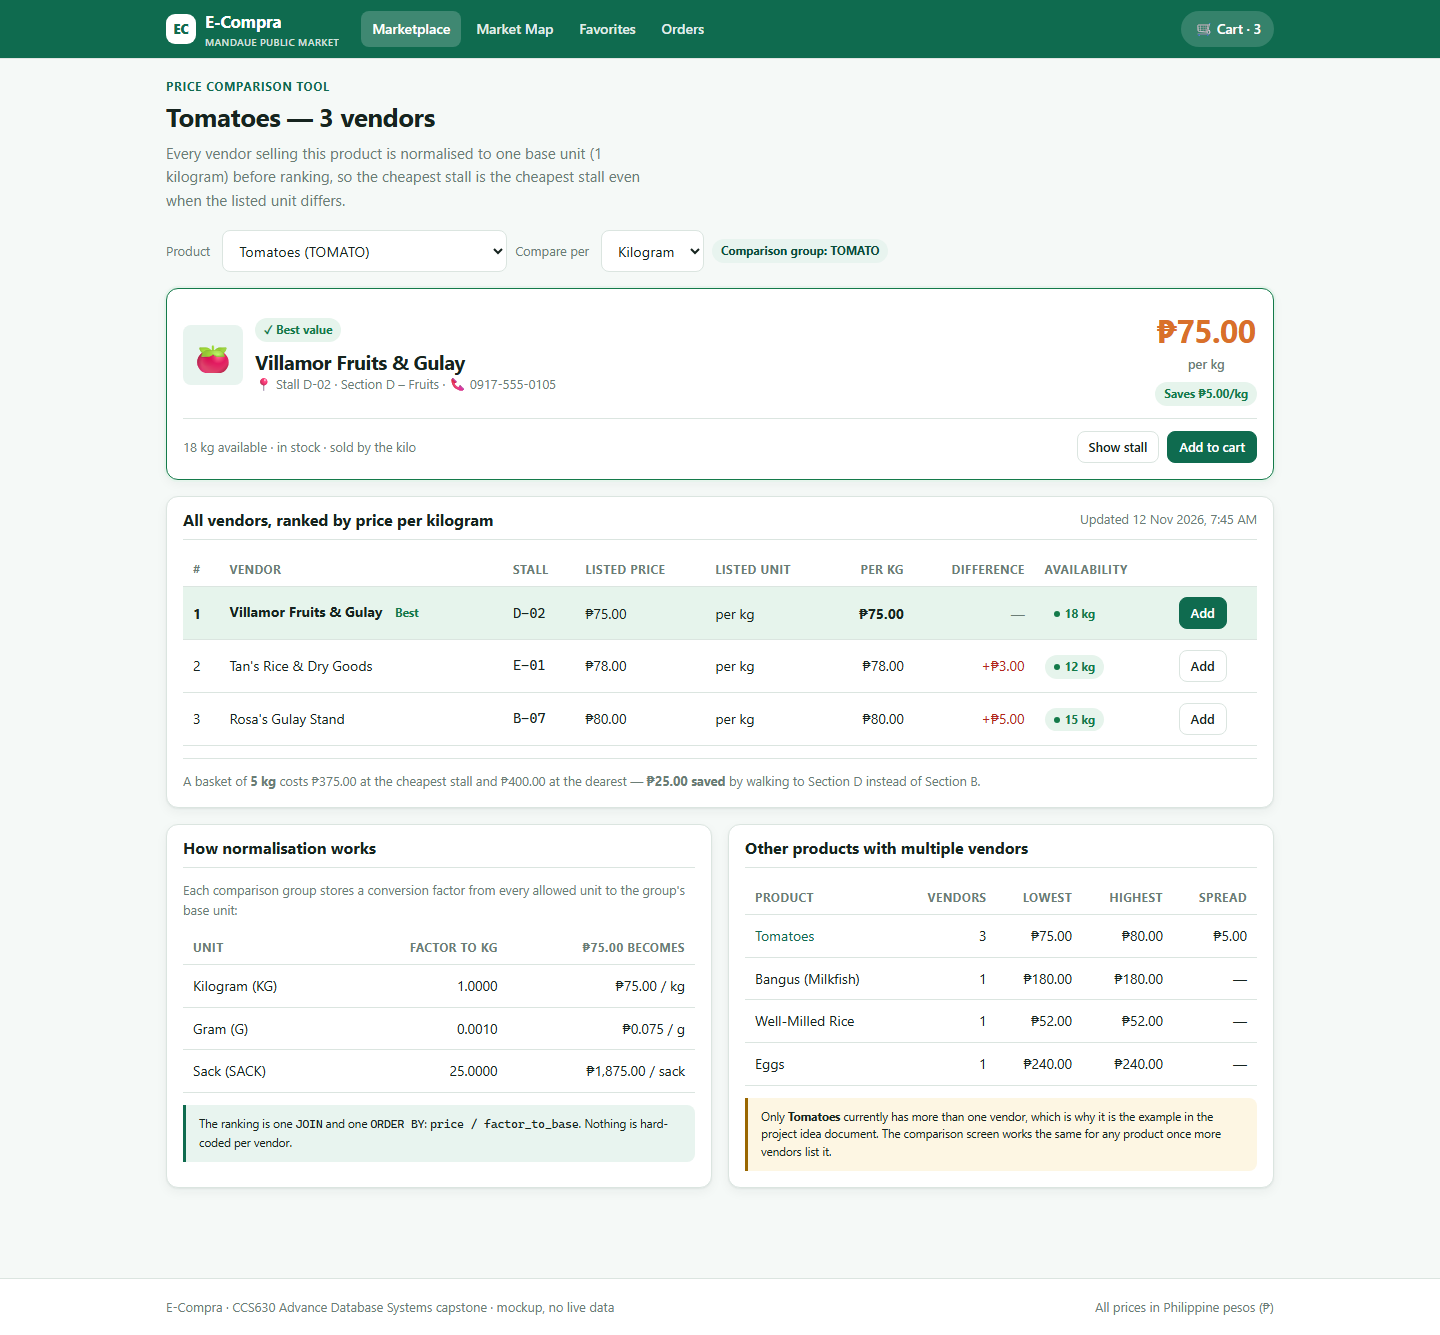 EC
E-Compra
MANDAUE PUBLIC MARKET
Marketplace
Market Map
Favorites
Orders
Cart · 3
PRICE COMPARISON TOOL
Tomatoes — 3 vendors
Every vendor selling this product is normalised to one base unit (1
kilogram) before ranking, so the cheapest stall is the cheapest stall even
when the listed unit differs.
Product Tomatoes (TOMATO) Compare per Kilogram Comparison group: TOMATO
✓ Best value
Villamor Fruits & Gulay
Stall D-02 · Section D – Fruits · 0917-555-0105
₱75.00
per kg
Saves ₱5.00/kg
18 kg available · in stock · sold by the kilo
Show stall
Add to cart
All vendors, ranked by price per kilogram
Updated 12 Nov 2026, 7:45 AM
# VENDOR STALL LISTED PRICE LISTED UNIT PER KG DIFFERENCE AVAILABILITY
1 Villamor Fruits & Gulay Best D-02 ₱75.00 per kg ₱75.00 — ● 18 kg Add
2 Tan's Rice & Dry Goods E-01 ₱78.00 per kg ₱78.00 +₱3.00 ● 12 kg Add
3 Rosa's Gulay Stand B-07 ₱80.00 per kg ₱80.00 +₱5.00 ● 15 kg Add
A basket of 5 kg costs ₱375.00 at the cheapest stall and ₱400.00 at the dearest — ₱25.00 saved by walking to Section D instead of Section B.
How normalisation works
Each comparison group stores a conversion factor from every allowed unit to the group's
base unit:
UNIT FACTOR TO KG ₱75.00 BECOMES
Kilogram (KG) 1.0000 ₱75.00 / kg
Gram (G) 0.0010 ₱0.075 / g
Sack (SACK) 25.0000 ₱1,875.00 / sack
The ranking is one JOIN and one ORDER BY: price / factor_to_base. Nothing is hard-
coded per vendor.
Other products with multiple vendors
PRODUCT VENDORS LOWEST HIGHEST SPREAD
Tomatoes 3 ₱75.00 ₱80.00 ₱5.00
Bangus (Milkfish) 1 ₱180.00 ₱180.00 —
Well-Milled Rice 1 ₱52.00 ₱52.00 —
Eggs 1 ₱240.00 ₱240.00 —
Only Tomatoes currently has more than one vendor, which is why it is the example in the
project idea document. The comparison screen works the same for any product once more
vendors list it.
E-Compra · CCS630 Advance Database Systems capstone · mockup, no live data
All prices in Philippine pesos (₱)